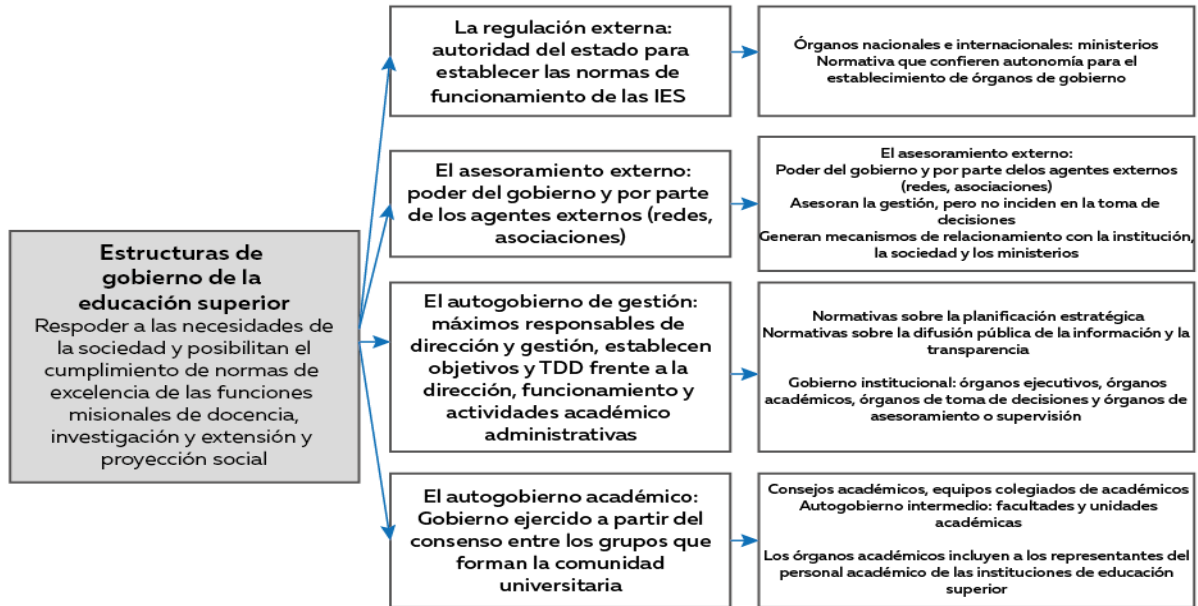 Estructuras de
gobierno de la
educación superior
Respoder a las necesidades de
la sociedad y posibilitan el
cumplimiento de normas de
excelencia de las funciones
misionales de docencia,
investigación y extensión y
proyección social
La regulación externa:
autoridad del estado para
establecer las normas de
funcionamiento de las IES
Órganos nacionales e internacionales: ministerios
Normativa que confieren autonomía para el
establecimiento de órganos de gobierno
El asesoramiento externo:
poder del gobierno y por parte
de los agentes externos (redes,
asociaciones)
El asesoramiento externo:
Poder del gobierno y por parte delos agentes externos
(redes, asociaciones)
Asesoran la gestión, pero no inciden en la toma de
decisiones
Generan mecanismos de relacionamiento con la institución,
la sociedad y los ministerios
El autogobierno de gestión:
máximos responsables de
dirección y gestión, establecen
objetivos y TDD frente a la
dirección, funcionamiento y
actividades académico
administrativas
Normativas sobre la planificación estratégica
Normativas sobre la difusión pública de la información y la
transparencia
Gobierno institucional: órganos ejecutivos, órganos
académicos, órganos de toma de decisiones y órganos de
asesoramiento o supervisión
El autogobierno académico:
Gobierno ejercido a partir del
consenso entre los grupos que
forman la comunidad
universitaria
Consejos académicos, equipos colegiados de académicos
Autogobierno intermedio: facultades y unidades
académicas
Los órganos académicos incluyen a los representantes del
personal académico de las instituciones de educación
superior